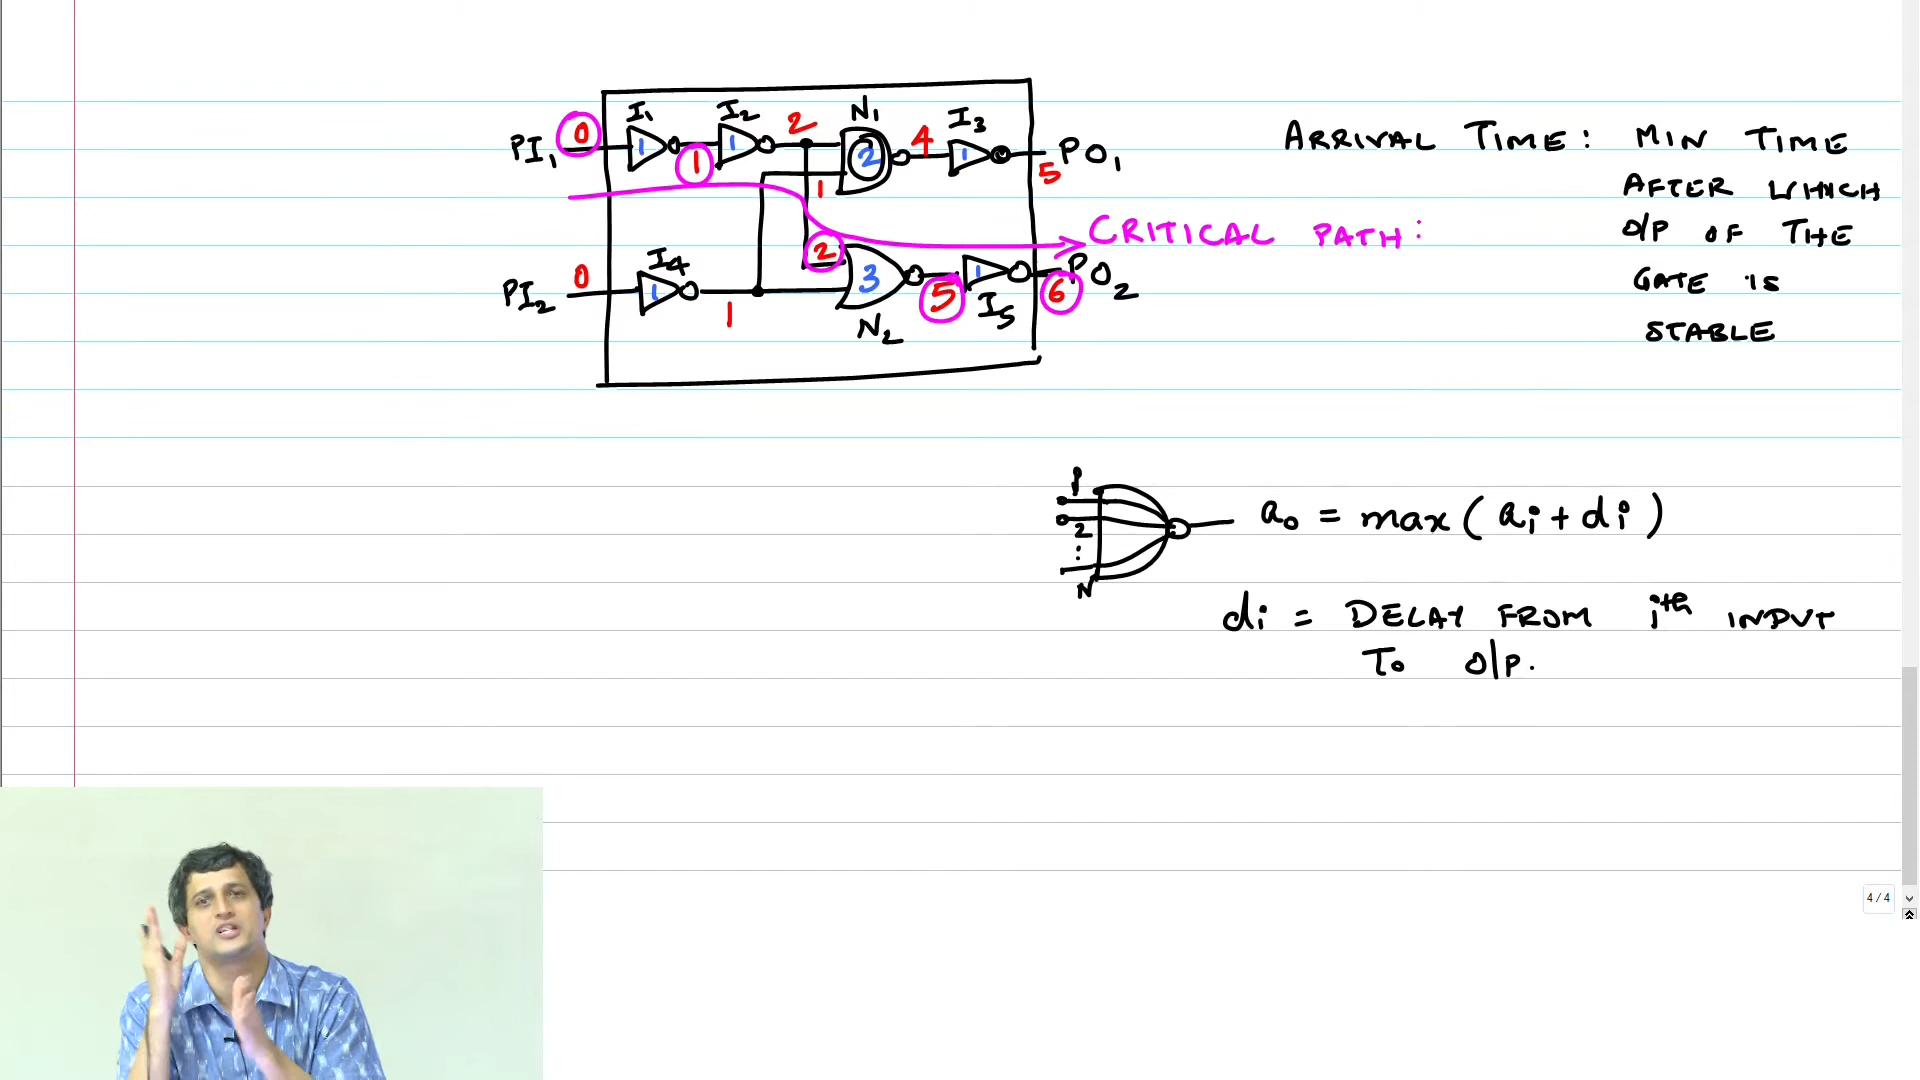 I1 I2 2 N1 4 I3
PI1 0 1 1 1 2 1 PO1
1 5
ARRIVAL TIME: MIN TIME
AFTER WHICH
O/P OF THE
GATE IS
STABLE
CRITICAL PATH:
I4 2
PI2 0 1 3 1 PO2
1 5 I5 6
N2
1
2
:
N
a0 = max(ai + di)
di = DELAY FROM ith INPUT
TO O/P.
4 / 4